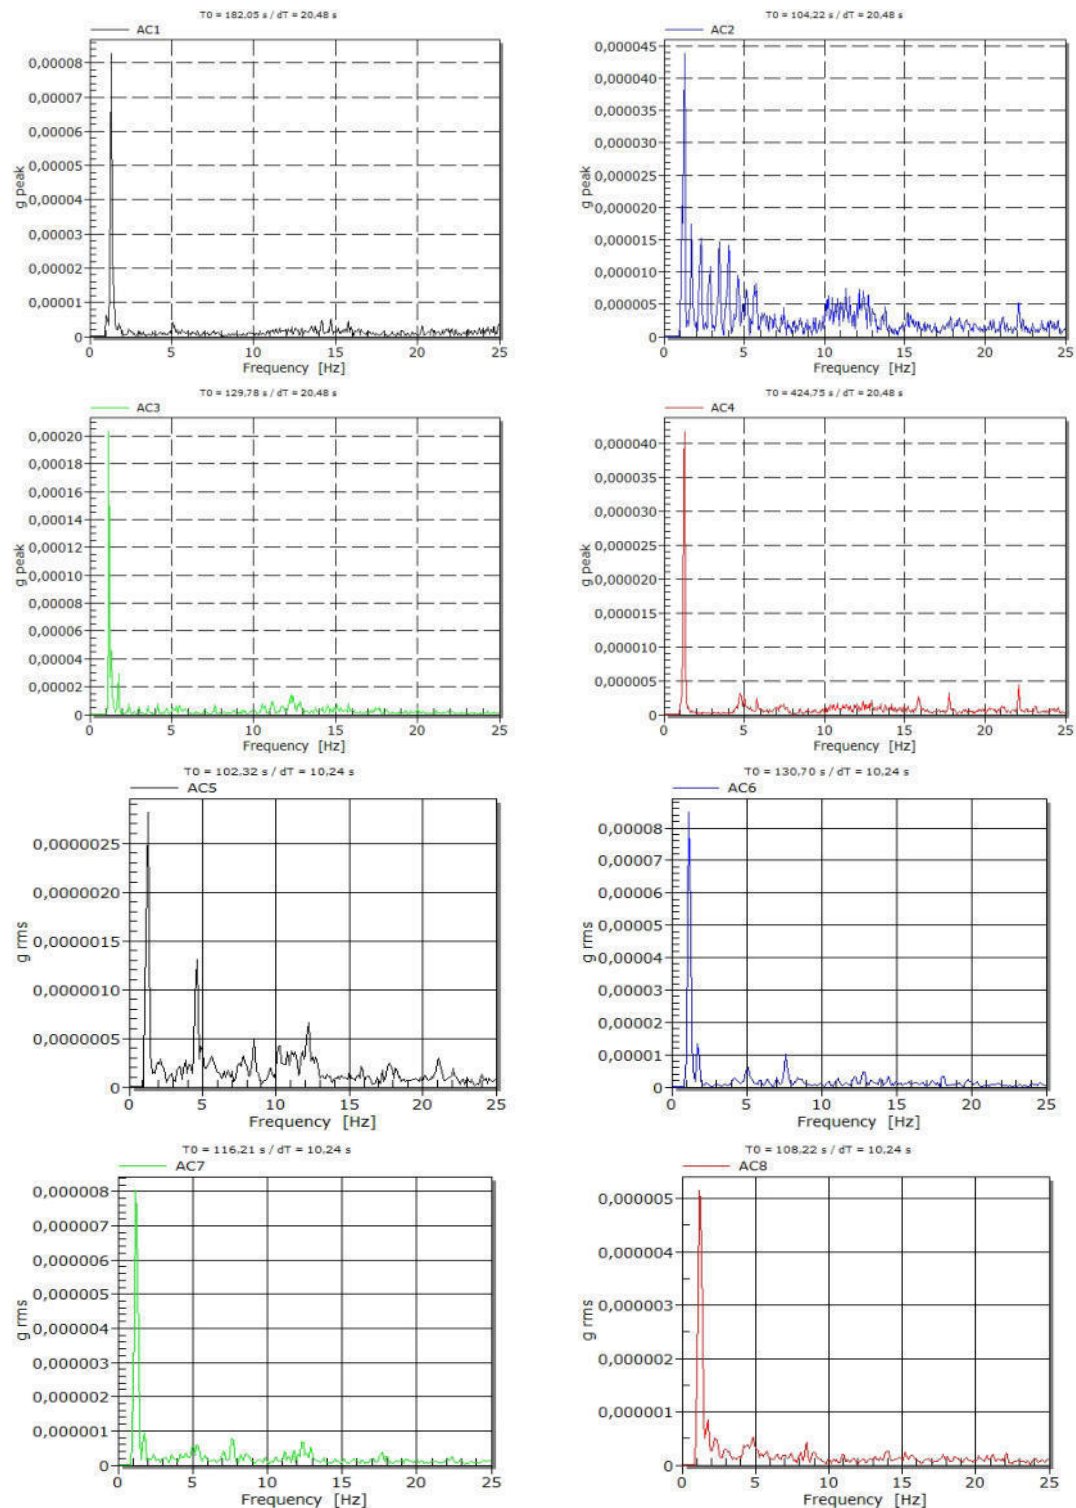 T0 = 182,05 s / dT = 20,48 s
AC1
0,00008
0,00007
0,00006
0,00005
0,00004
0,00003
0,00002
0,00001
0
g peak
0 5 10 15 20 25
Frequency [Hz]
T0 = 104,22 s / dT = 20,48 s
AC2
0,000045
0,000040
0,000035
0,000030
0,000025
0,000020
0,000015
0,000010
0,000005
0
g peak
0 5 10 15 20 25
Frequency [Hz]
T0 = 129,78 s / dT = 20,48 s
AC3
0,00020
0,00018
0,00016
0,00014
0,00012
0,00010
0,00008
0,00006
0,00004
0,00002
0
g peak
0 5 10 15 20 25
Frequency [Hz]
T0 = 424,75 s / dT = 20,48 s
AC4
0,000040
0,000035
0,000030
0,000025
0,000020
0,000015
0,000010
0,000005
0
g peak
0 5 10 15 20 25
Frequency [Hz]
T0 = 102,32 s / dT = 10,24 s
AC5
0,0000025
0,0000020
0,0000015
0,0000010
0,0000005
0
g rms
0 5 10 15 20 25
Frequency [Hz]
T0 = 130,70 s / dT = 10,24 s
AC6
0,00008
0,00007
0,00006
0,00005
0,00004
0,00003
0,00002
0,00001
0
g rms
0 5 10 15 20 25
Frequency [Hz]
T0 = 116,21 s / dT = 10,24 s
AC7
0,000008
0,000007
0,000006
0,000005
0,000004
0,000003
0,000002
0,000001
0
g rms
0 5 10 15 20 25
Frequency [Hz]
T0 = 108,22 s / dT = 10,24 s
AC8
0,000005
0,000004
0,000003
0,000002
0,000001
0
g rms
0 5 10 15 20 25
Frequency [Hz]